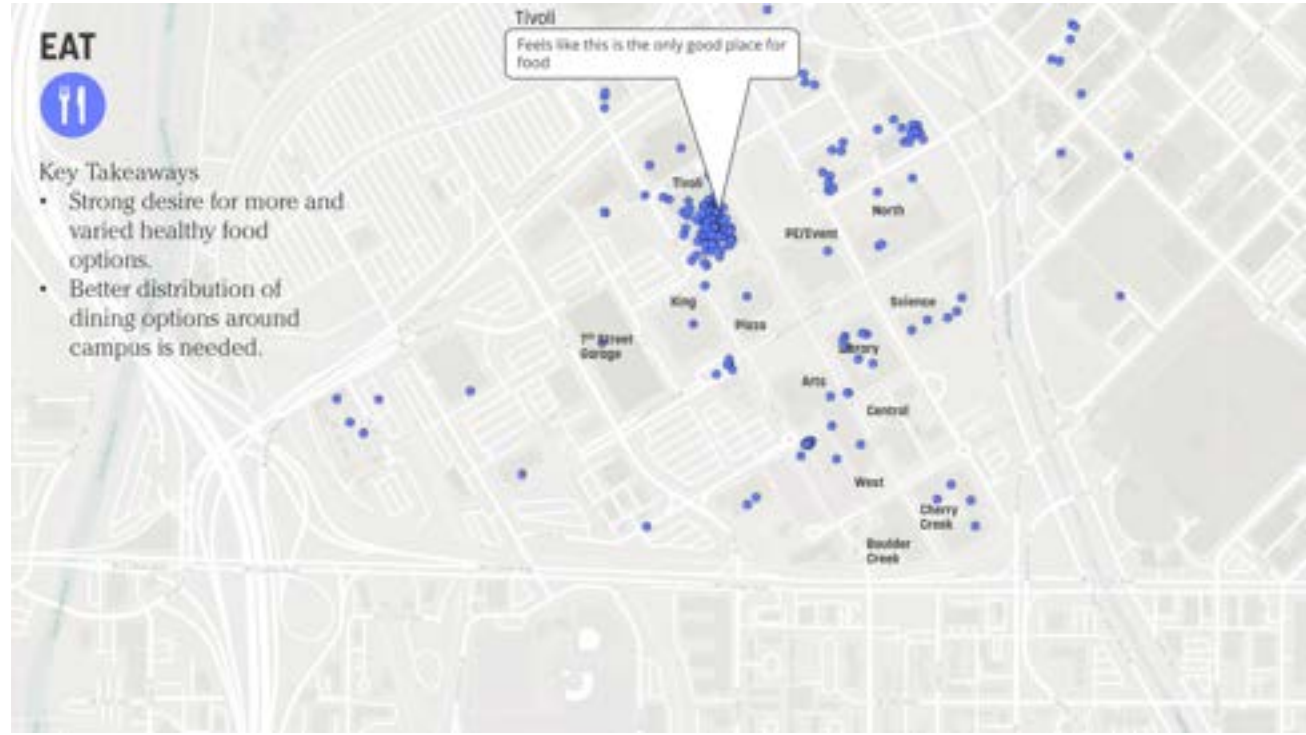 EAT
Key Takeaways
• Strong desire for more and
varied healthy food
options.
• Better distribution of
dining options around
campus is needed.
Tivoli
Feels like this is the only good place for
food
Tivoli
North
PE/Event
King
Plaza
Science
7th Street
Garage
Library
Arts
Central
West
Cherry
Creek
Boulder
Creek